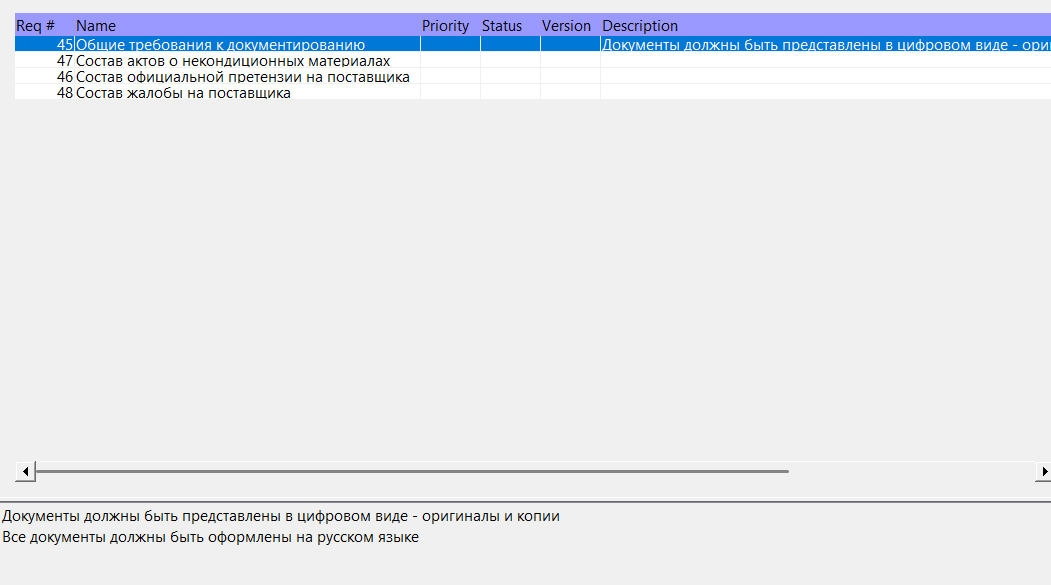 Req # Name Priority Status Version Description
45 Общие требования к документированию Документы должны быть представлены в цифровом виде - ори
47 Состав актов о некондиционных материалах
46 Состав официальной претензии на поставщика
48 Состав жалобы на поставщика
Документы должны быть представлены в цифровом виде - оригиналы и копии
Все документы должны быть оформлены на русском языке